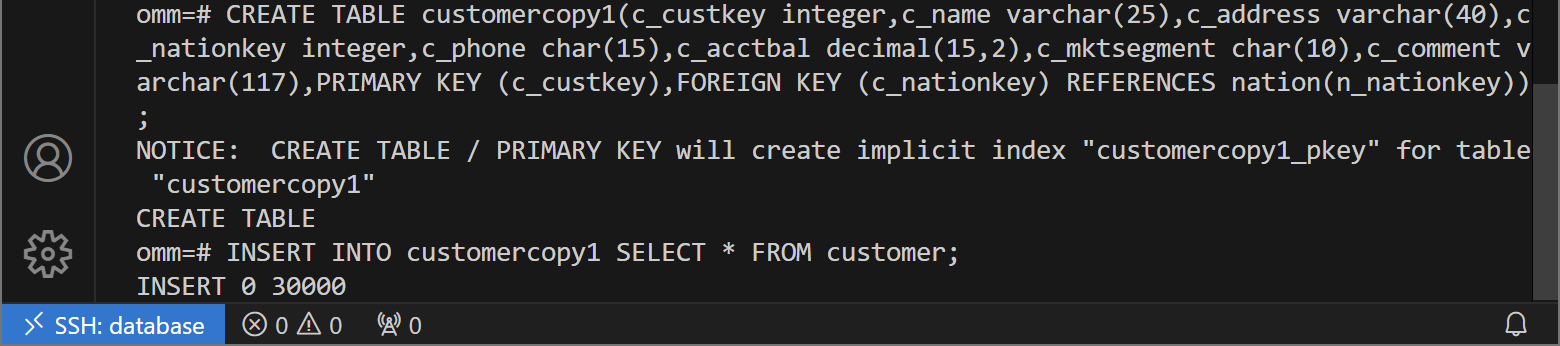 omm=# CREATE TABLE customercopy1(c_custkey integer,c_name varchar(25),c_address varchar(40),c
_nationkey integer,c_phone char(15),c_acctbal decimal(15,2),c_mktsegment char(10),c_comment v
archar(117),PRIMARY KEY (c_custkey),FOREIGN KEY (c_nationkey) REFERENCES nation(n_nationkey))
;
NOTICE:  CREATE TABLE / PRIMARY KEY will create implicit index "customercopy1_pkey" for table
 "customercopy1"
CREATE TABLE
omm=# INSERT INTO customercopy1 SELECT * FROM customer;
INSERT 0 30000
SSH: database 0 0 0